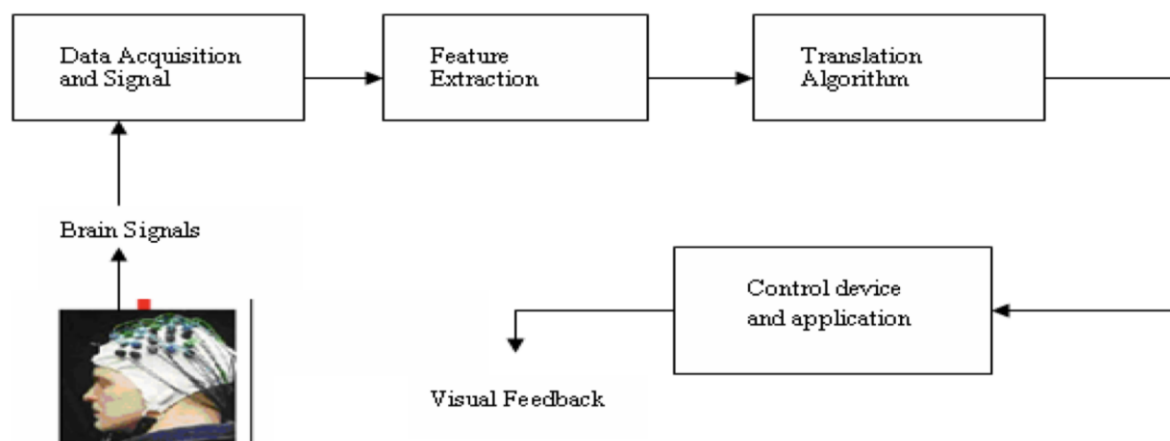 Data Acquisition
and Signal
Feature
Extraction
Translation
Algorithm
Brain Signals
Control device
and application
Visual Feedback